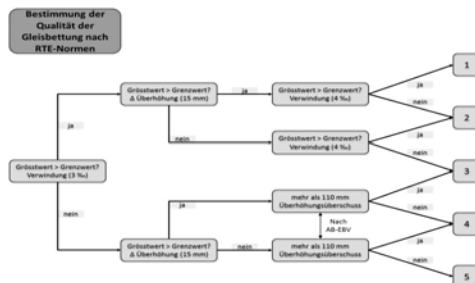 Bestimmung der
Qualität der
Gleisbettung nach
RTE-Normen
Grösstwert > Grenzwert?
Verwindung (3 ‰)
ja
nein
Grösstwert > Grenzwert?
Δ Überhöhung (15 mm)
ja
nein
Grösstwert > Grenzwert?
Verwindung (4 ‰)
Grösstwert > Grenzwert?
Verwindung (4 ‰)
Grösstwert > Grenzwert?
Δ Überhöhung (15 mm)
ja
nein
mehr als 110 mm
Überhöhungsüberschuss
Nach
AB-EBV
mehr als 110 mm
Überhöhungsüberschuss
ja
nein
ja
nein
ja
nein
ja
nein
1
2
3
4
5